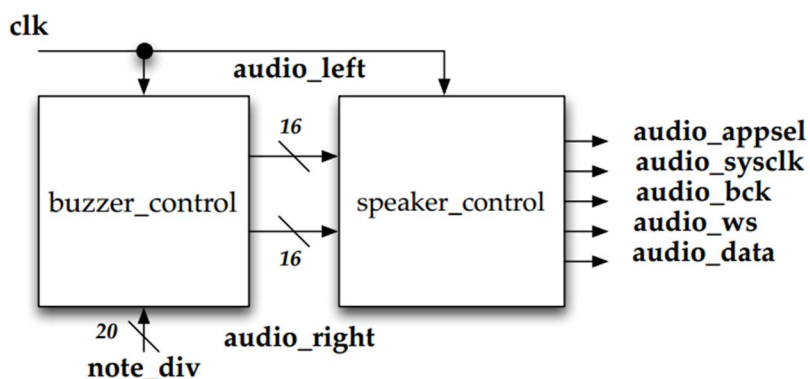 clk
audio_left
16
audio_appsel
audio_sysclk
buzzer_control
speaker_control
audio_bck
audio_ws
16
audio_data
20
audio_right
note_div